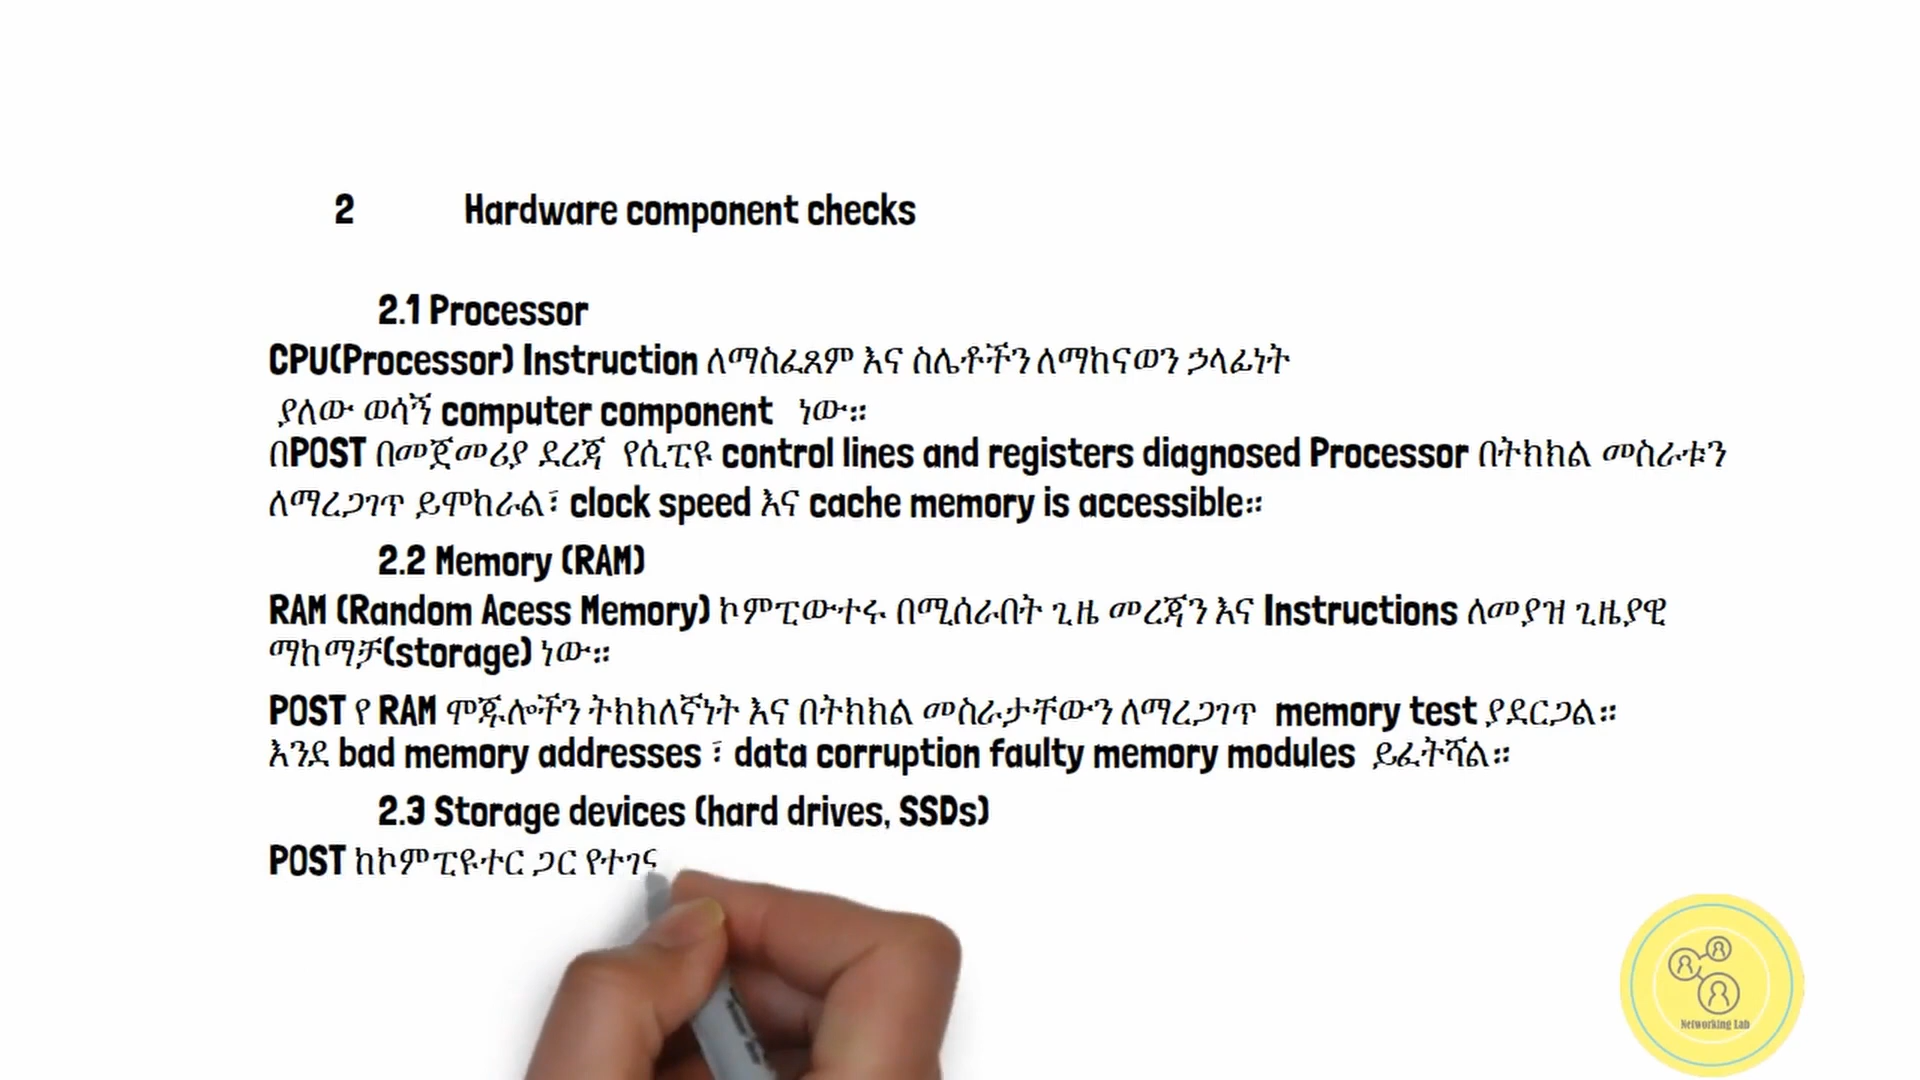 2 Hardware component checks
2.1 Processor
CPU(Processor) Instruction ለማስፈጸም እና ስሌቶችን ለማከናወን ኃላፊነት
ያለው ወሳኝ computer component ነው።
በPOST በመጀመሪያ ደረጃ የሲፒዩ control lines and registers diagnosed Processor በትክክል መስራቱን
ለማረጋገጥ ይሞከራል፣ clock speed እና cache memory is accessible።
2.2 Memory (RAM)
RAM (Random Acess Memory) ኮምፒውተሩ በሚሰራበት ጊዜ መረጃን እና Instructions ለመያዝ ጊዜያዊ
ማከማቻ(storage) ነው።
POST የ RAM ሞጁሎችን ትክክለኛነት እና በትክክል መስራታቸውን ለማረጋገጥ memory test ያደርጋል።
እንደ bad memory addresses ፣ data corruption faulty memory modules ይፈትሻል።
2.3 Storage devices (hard drives, SSDs)
POST ከኮምፒዩተር ጋር የተገና
Networking Lab